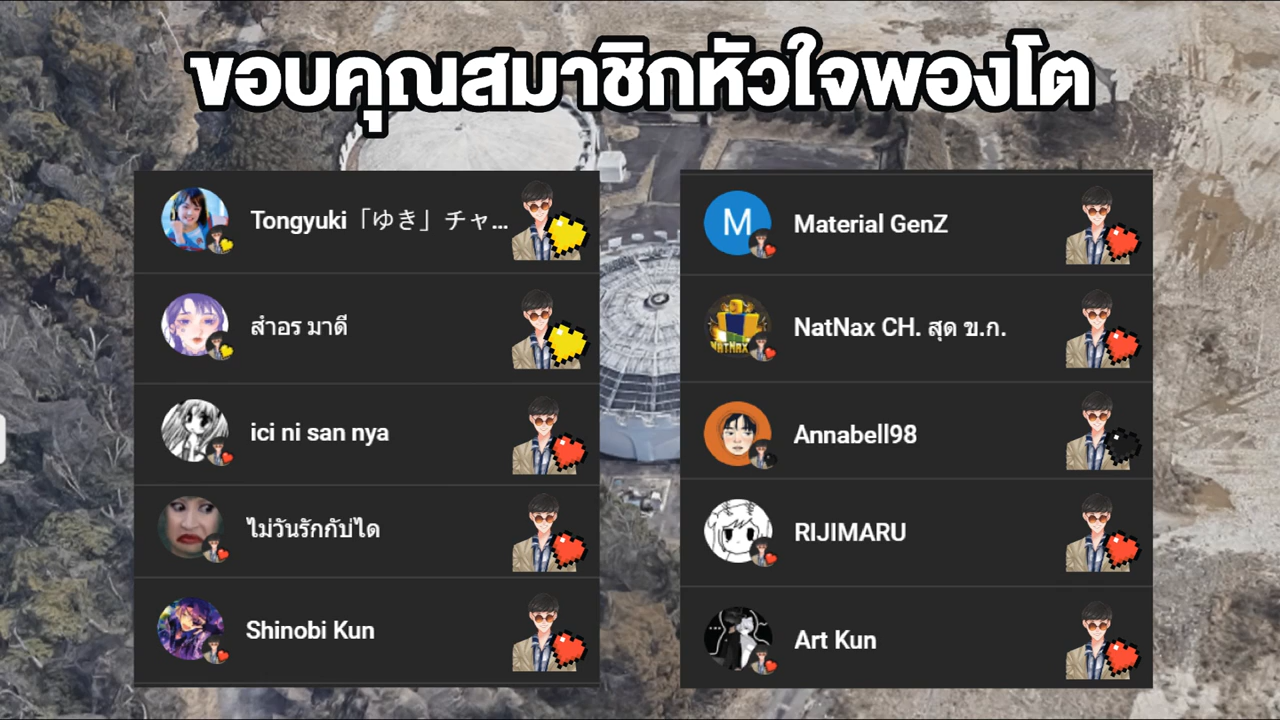 ขอบคุณสมาชิกหัวใจพองโต
Tongyuki「ゆき」チャ...
สำอร มาดี
ici ni san nya
ไม่วันรักกับ่ได
Shinobi Kun
M Material GenZ
NATNAX
NatNax CH. สุด ข.ก.
Annabell98
RIJIMARU
Art Kun